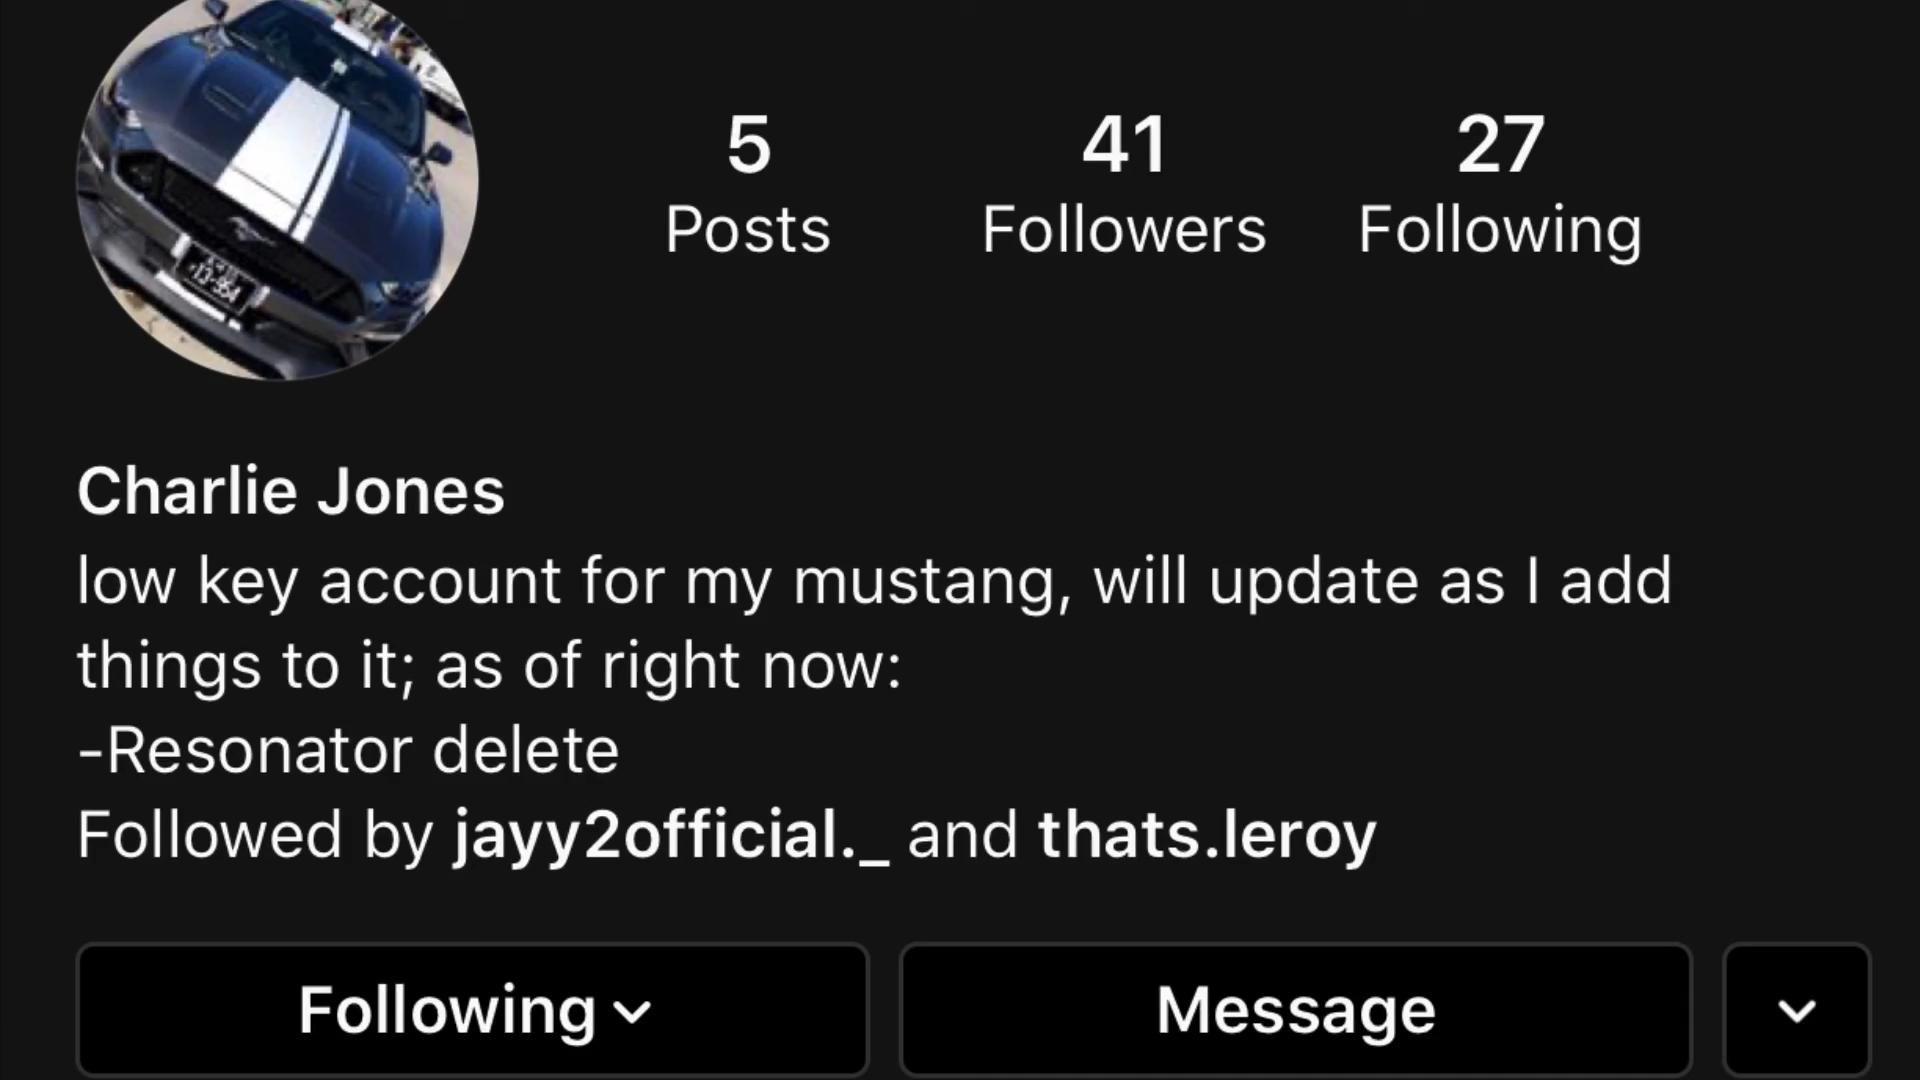 5
Posts
41
Followers
27
Following
Charlie Jones
low key account for my mustang, will update as I add
things to it; as of right now:
-Resonator delete
Followed by jayy2official._ and thats.leroy
Following
Message